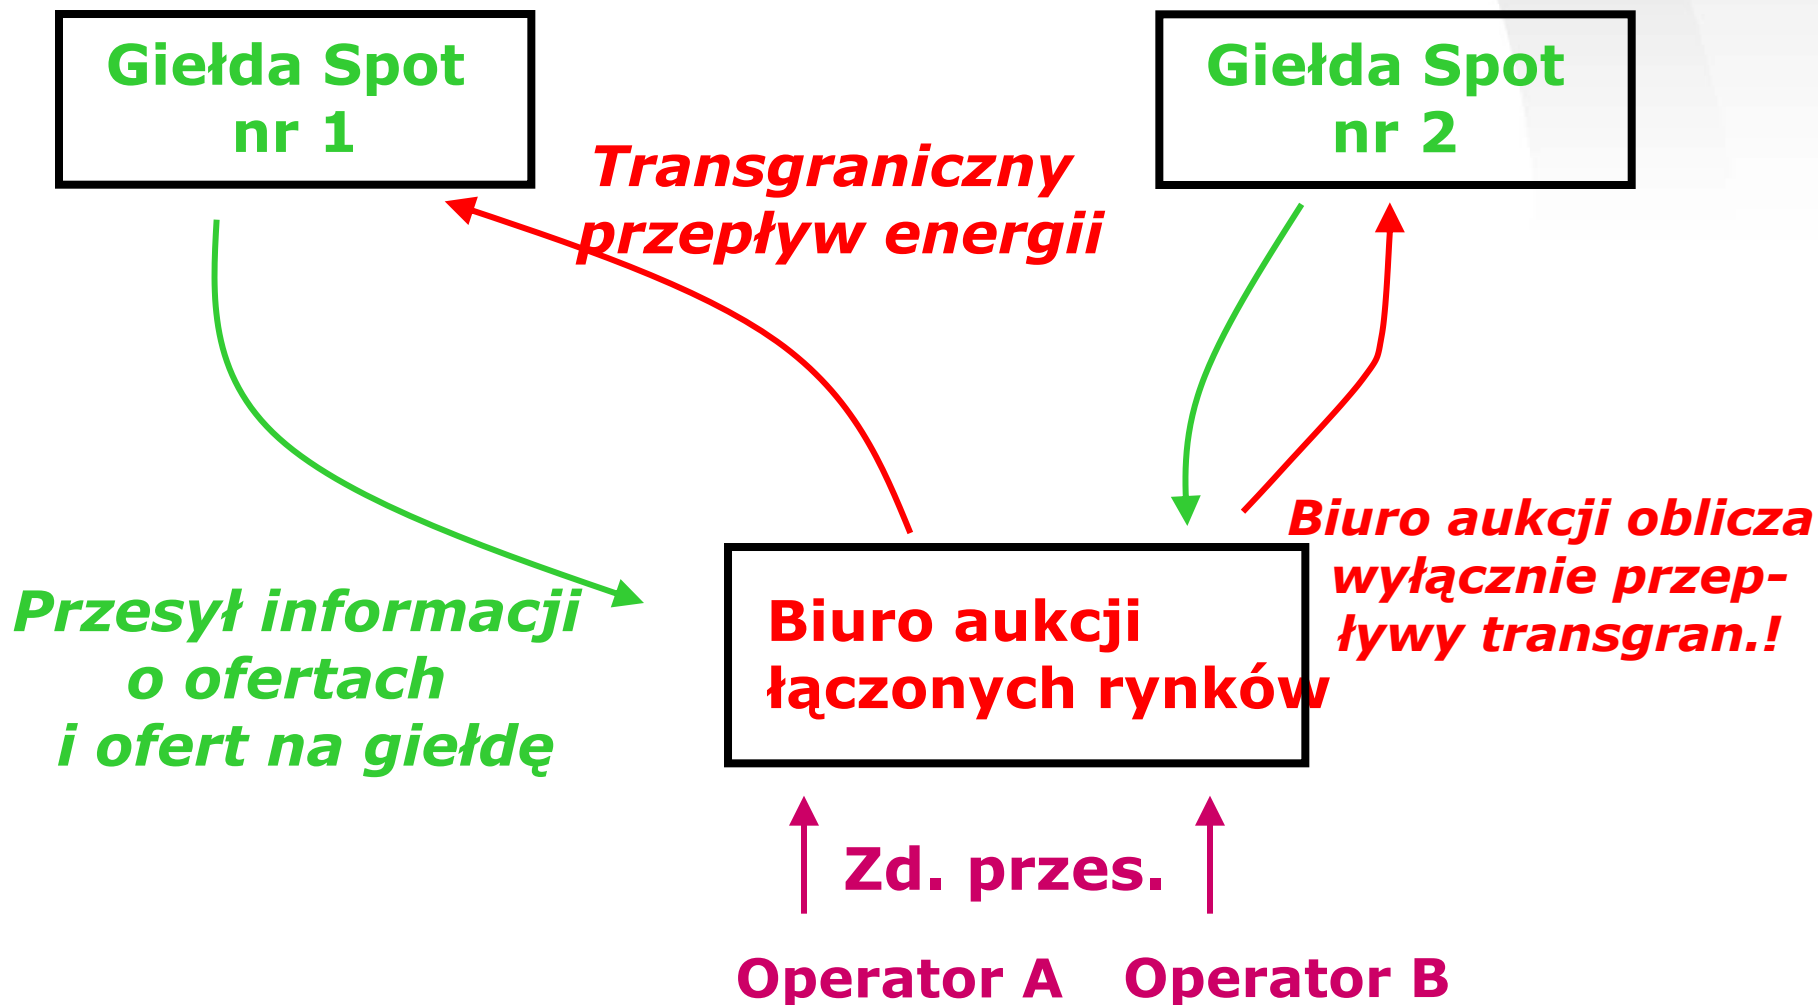 Giełda Spot
nr 1
Giełda Spot
nr 2
Transgraniczny
przepływ energii
Biuro aukcji oblicza
wyłącznie przep-
ływy transgran.!
Przesył informacji
o ofertach
i ofert na giełdę
Biuro aukcji
łączonych rynków
Zd. przes.
Operator A
Operator B